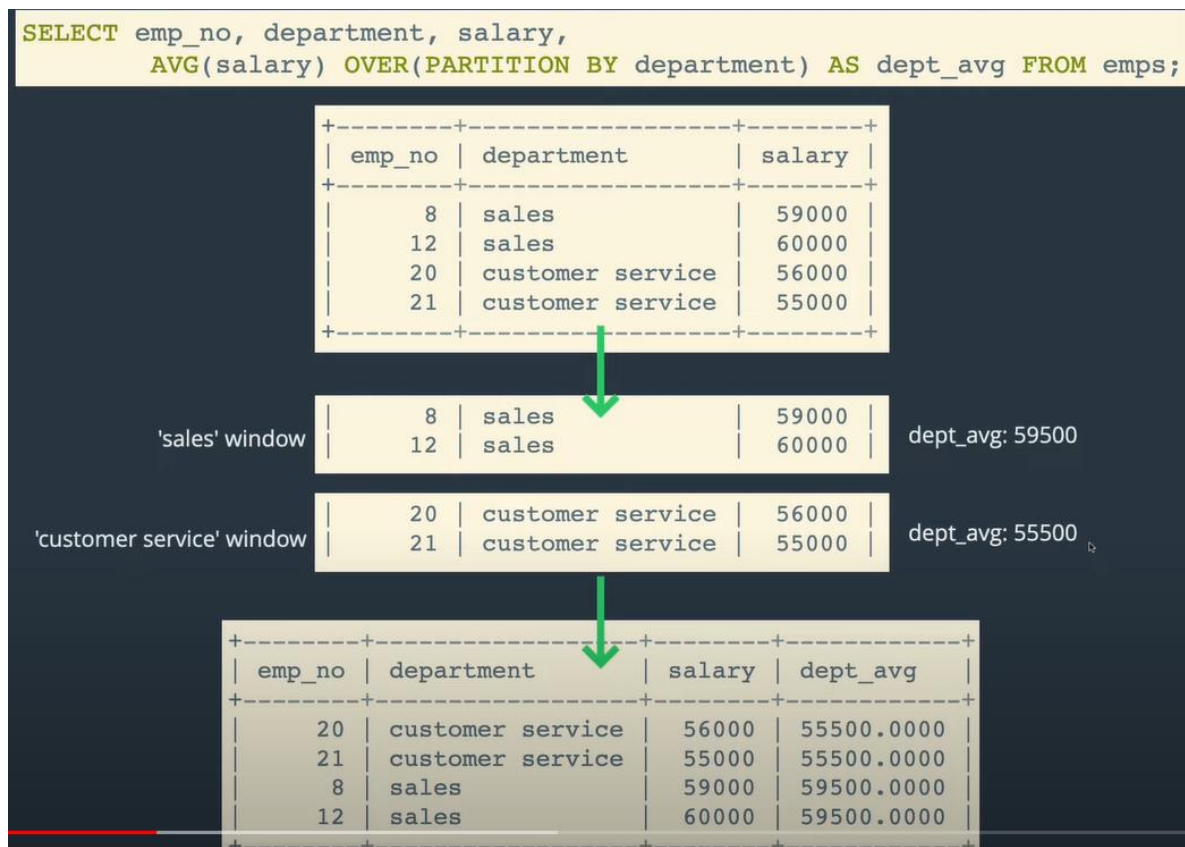 SELECT emp_no, department, salary,
AVG(salary) OVER(PARTITION BY department) AS dept_avg FROM emps;
+--------+------------------+--------+
| emp_no | department | salary |
+--------+------------------+--------+
| 8 | sales | 59000 |
| 12 | sales | 60000 |
| 20 | customer service | 56000 |
| 21 | customer service | 55000 |
+--------+------------------+--------+
'sales' window
| 8 | sales | 59000 |
| 12 | sales | 60000 |
dept_avg: 59500
'customer service' window
| 20 | customer service | 56000 |
| 21 | customer service | 55000 |
dept_avg: 55500
+--------+------------------+--------+------------+
| emp_no | department | salary | dept_avg |
+--------+------------------+--------+------------+
| 20 | customer service | 56000 | 55500.0000 |
| 21 | customer service | 55000 | 55500.0000 |
| 8 | sales | 59000 | 59500.0000 |
| 12 | sales | 60000 | 59500.0000 |
+--------+------------------+--------+------------+